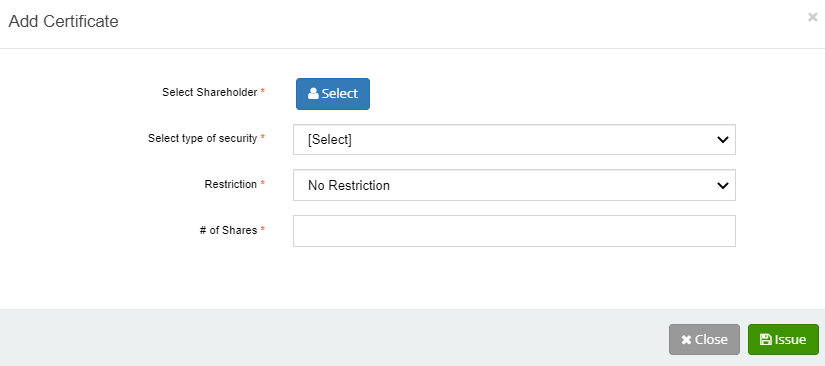 Add Certificate ×
Select Shareholder * Select
Select type of security * [Select]
Restriction * No Restriction
# of Shares *
Close Issue